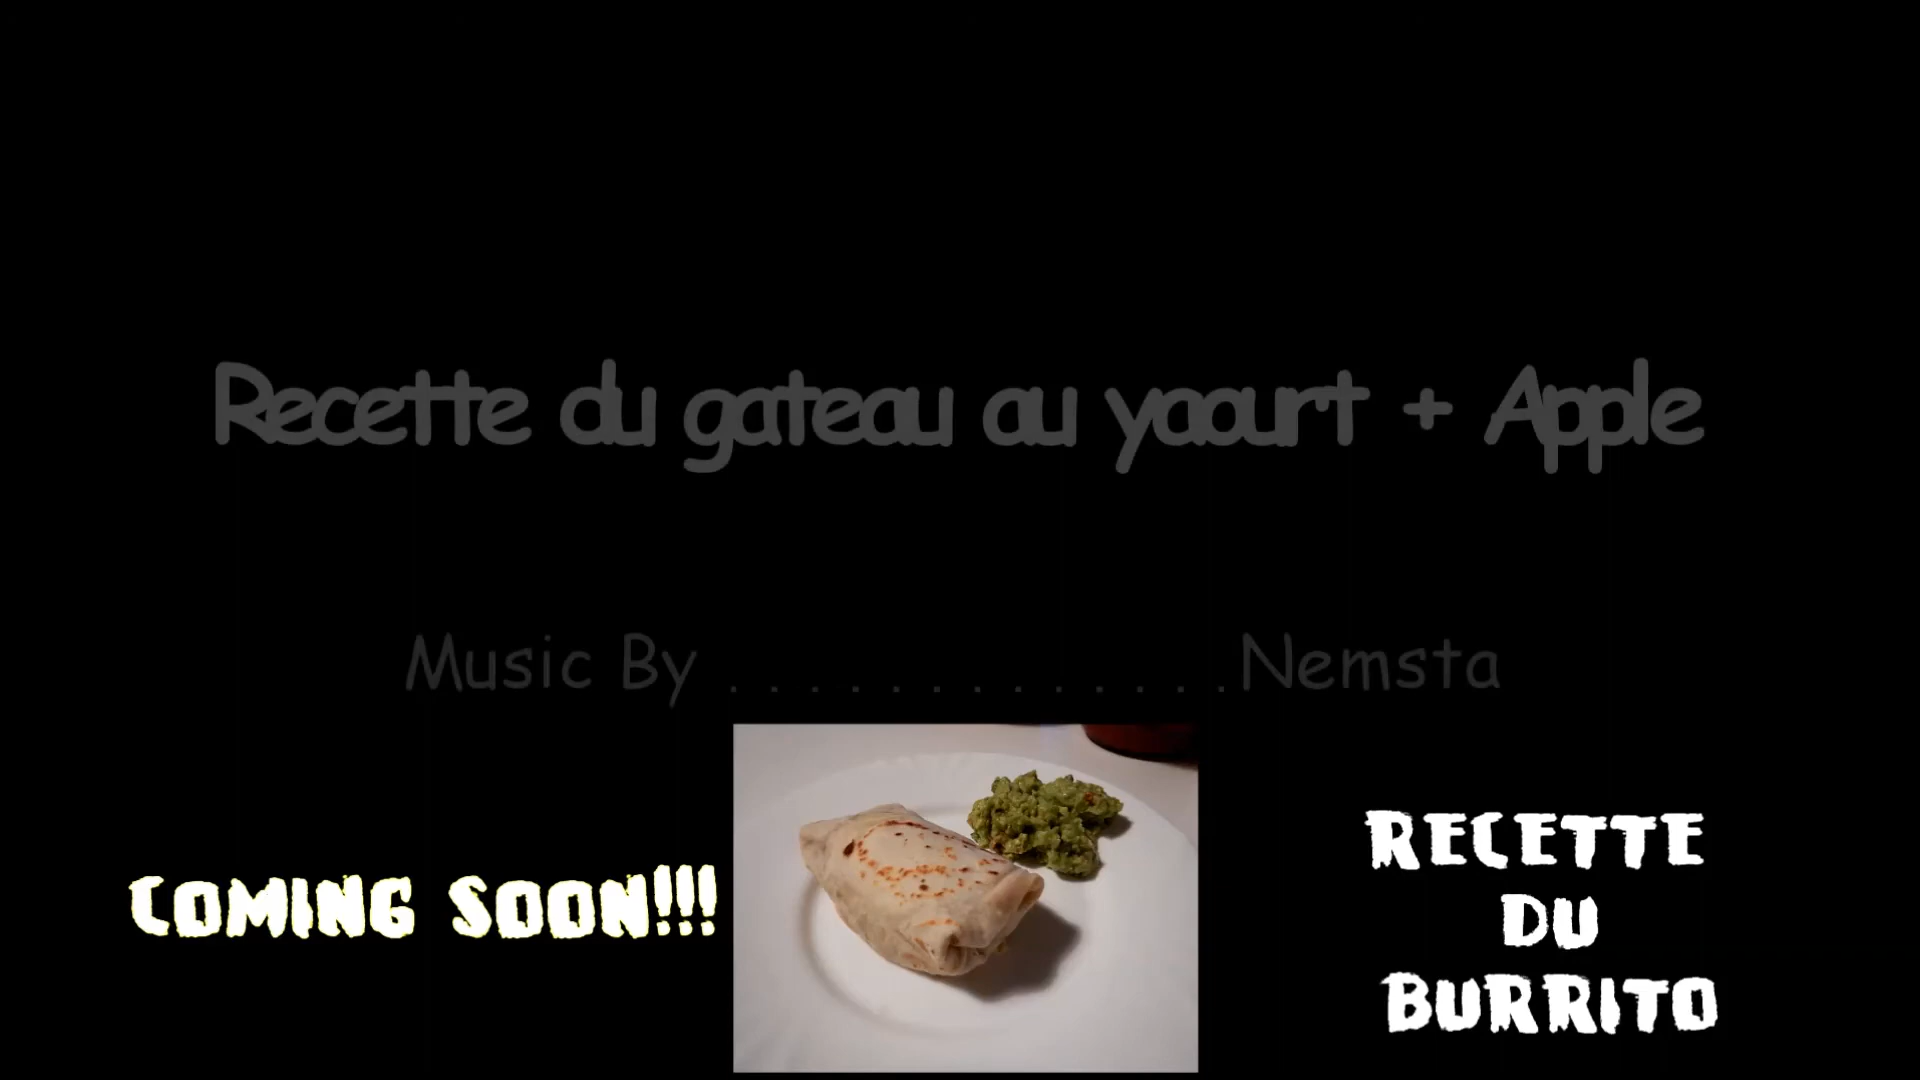 Recette du gateau au yaourt + Apple
Music By . . . . . . . . . . . . .Nemsta
COMING SOON!!!
RECETTE
DU
BURRITO